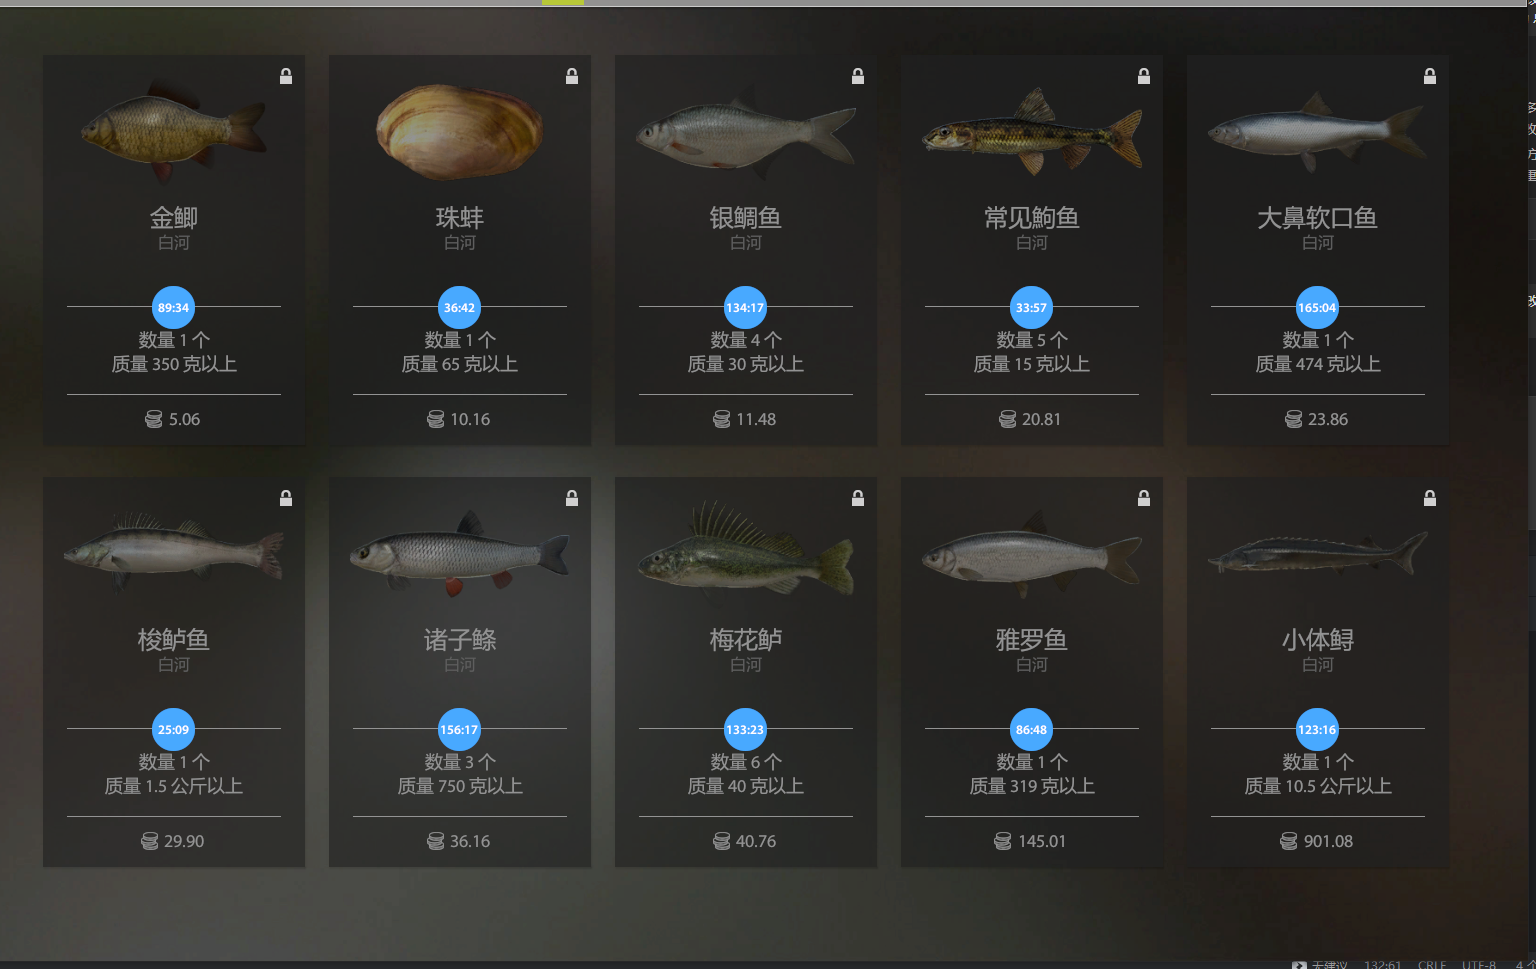 金鲫
白河
89:34
数量 1 个
质量 350 克以上
5.06
珠蚌
白河
36:42
数量 1 个
质量 65 克以上
10.16
银鲷鱼
白河
134:17
数量 4 个
质量 30 克以上
11.48
常见鮈鱼
白河
33:57
数量 5 个
质量 15 克以上
20.81
大鼻软口鱼
白河
165:04
数量 1 个
质量 474 克以上
23.86
梭鲈鱼
白河
25:09
数量 1 个
质量 1.5 公斤以上
29.90
诸子鲦
白河
156:17
数量 3 个
质量 750 克以上
36.16
梅花鲈
白河
133:23
数量 6 个
质量 40 克以上
40.76
雅罗鱼
白河
86:48
数量 1 个
质量 319 克以上
145.01
小体鲟
白河
123:16
数量 1 个
质量 10.5 公斤以上
901.08
无建议 132:61 CRLF UTF-8 4